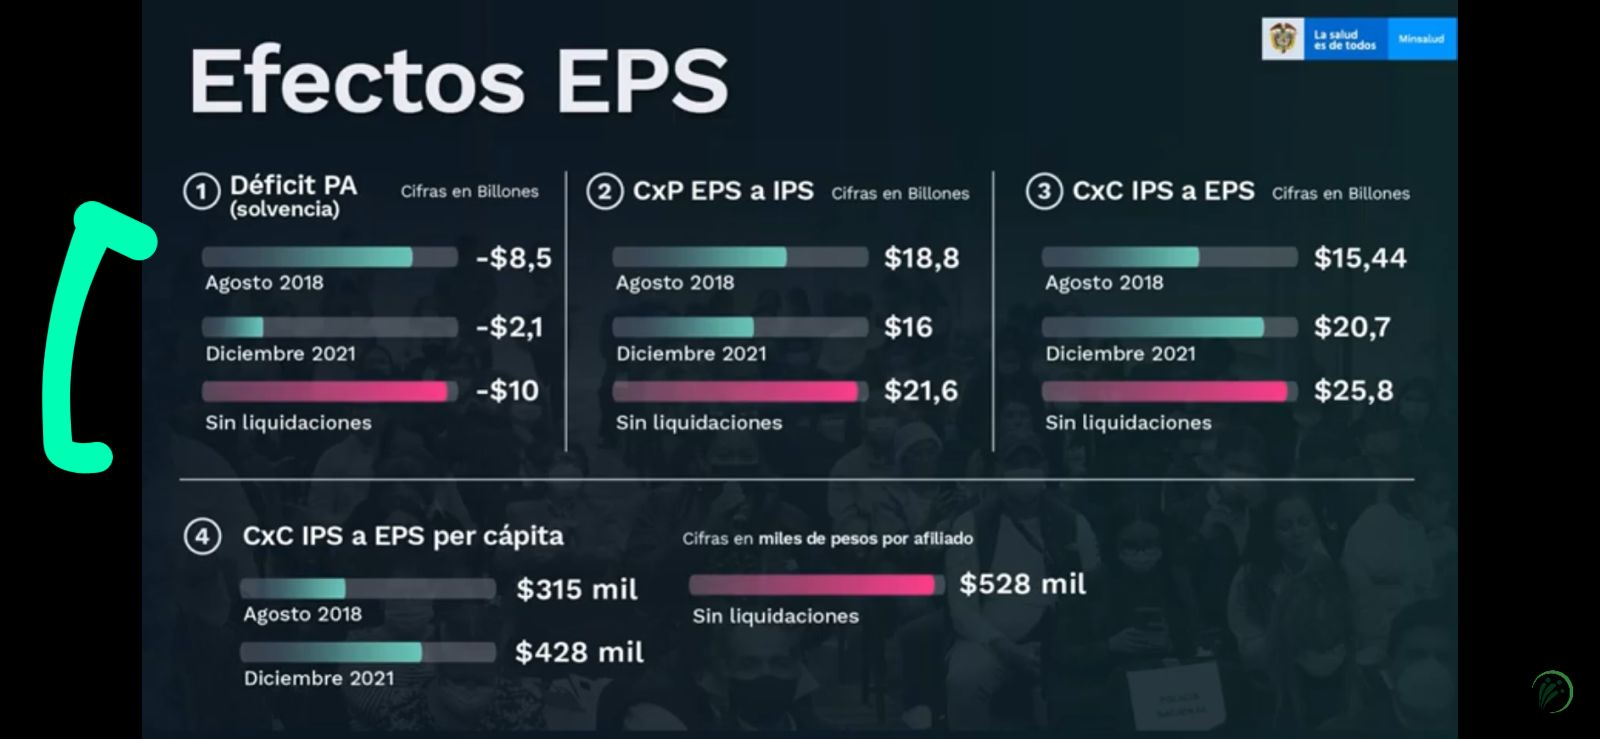 Efectos EPS
La salud
es de todos
Minsalud
1 Déficit PA
(solvencia)
Cifras en Billones
-$8,5
Agosto 2018
-$2,1
Diciembre 2021
-$10
Sin liquidaciones
2 CxP EPS a IPS Cifras en Billones
$18,8
Agosto 2018
$16
Diciembre 2021
$21,6
Sin liquidaciones
3 CxC IPS a EPS Cifras en Billones
$15,44
Agosto 2018
$20,7
Diciembre 2021
$25,8
Sin liquidaciones
4 CxC IPS a EPS per cápita
Cifras en miles de pesos por afiliado
$315 mil
Agosto 2018
$428 mil
Diciembre 2021
$528 mil
Sin liquidaciones
POLICIA
NACIONAL